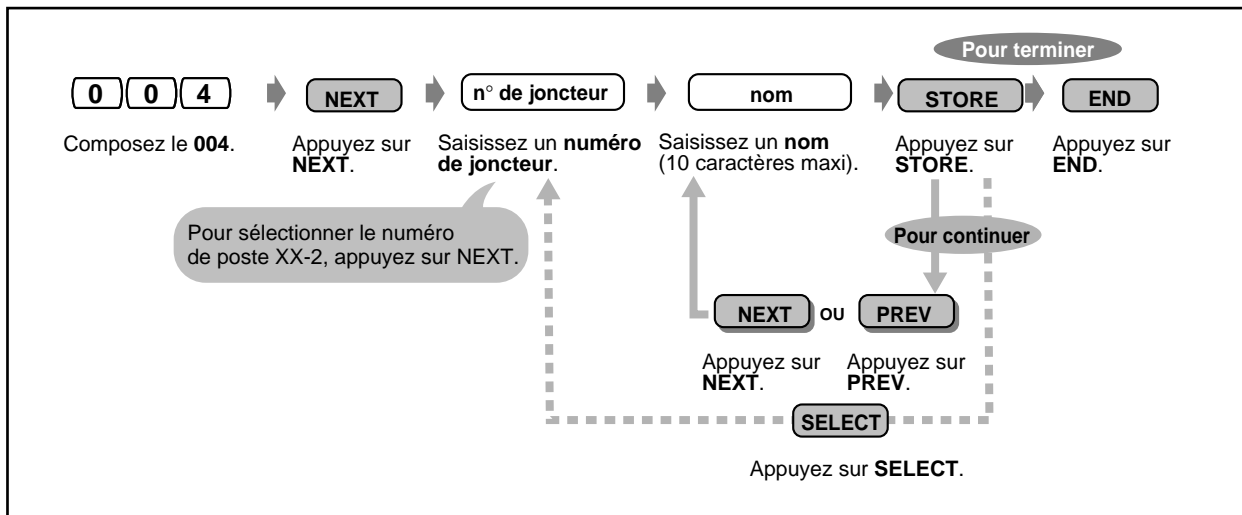 Pour terminer
0 0 4 NEXT n° de joncteur nom STORE END
Composez le 004. Appuyez sur NEXT. Saisissez un numéro de joncteur. Saisissez un nom (10 caractères maxi). Appuyez sur STORE. Appuyez sur END.
Pour sélectionner le numéro
de poste XX-2, appuyez sur NEXT.
Pour continuer
NEXT OU PREV
Appuyez sur NEXT. Appuyez sur PREV.
SELECT
Appuyez sur SELECT.